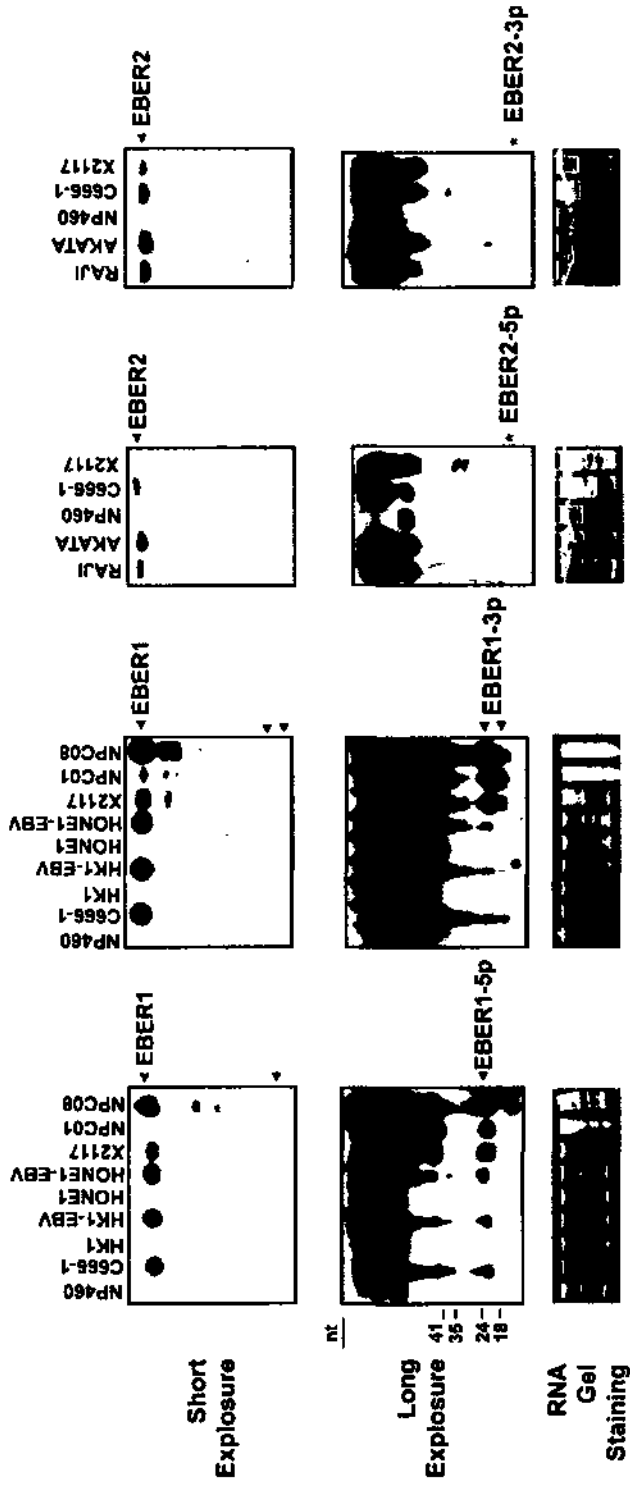 NP460
C666-1
HK1
HK1-EBV
HONE1
HONE1-EBV
X2117
NPC01
NPC08
EBER1
NP460
C666-1
HK1
HK1-EBV
HONE1
HONE1-EBV
X2117
NPC01
NPC08
EBER1
RAJI
AKATA
NP460
C666-1
X2117
EBER2
RAJI
AKATA
NP460
C666-1
X2117
EBER2
Short
Explosure
Long
Explosure
nt
41
35
24
18
EBER1-5p
EBER1-3p
* EBER2-5p
* EBER2-3p
RNA
Gel
Staining